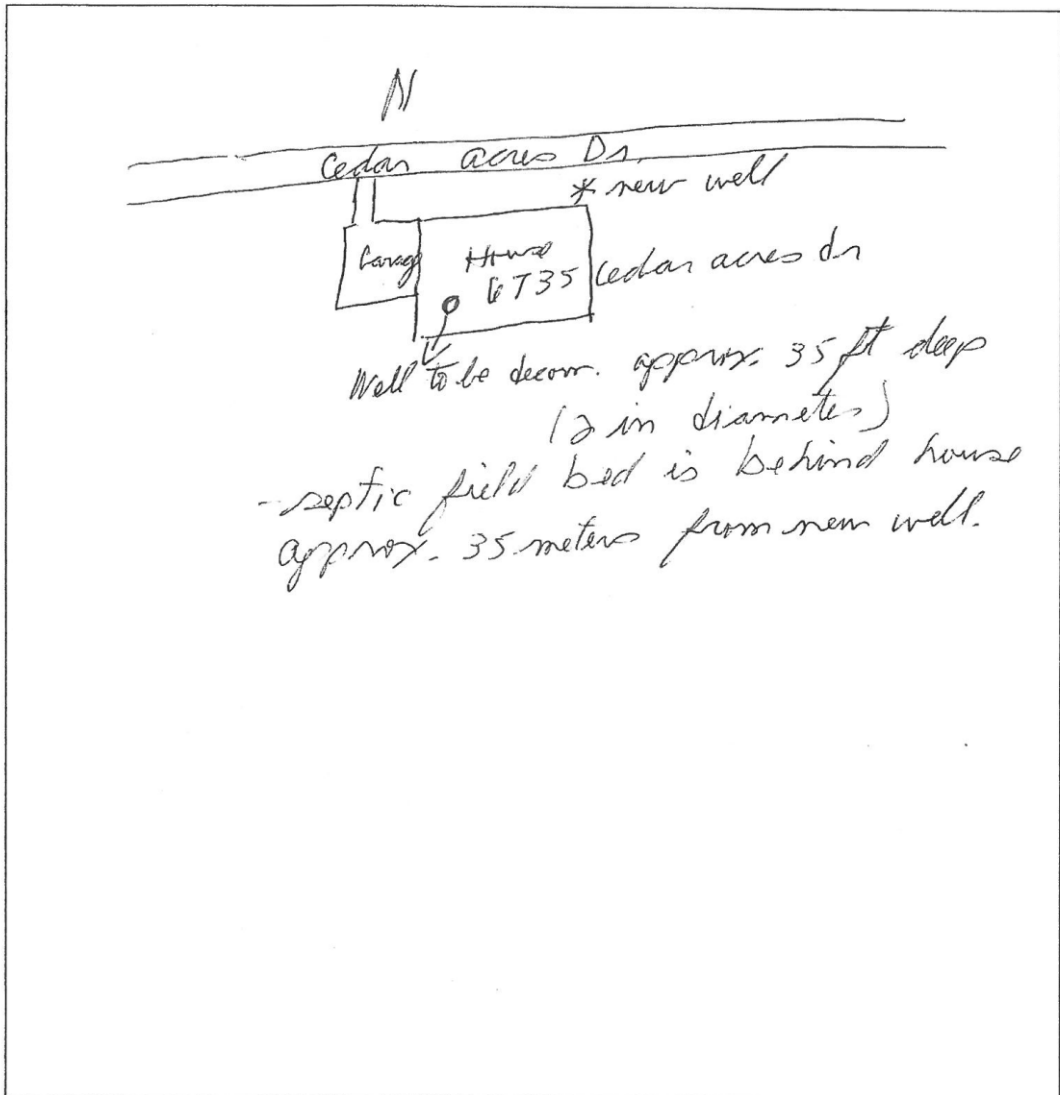 N
Cedar acres Dr.
* new well
Garag
House
6735
Cedar acres dr
Well to be decom. approx. 35 ft deep
(2 in diameter)
- septic field bed is behind house
approx. 35 meters from new well.